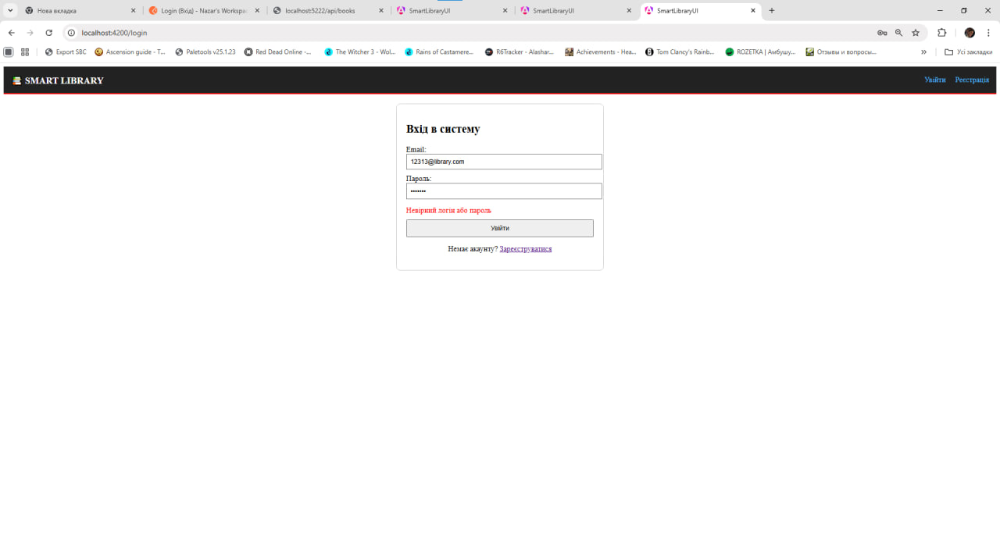 Нова вкладка
Login (Вхід) - Nazar's Workspac
localhost:5222/api/books
SmartLibraryUI
SmartLibraryUI
SmartLibraryUI
localhost:4200/login
Export SBC
Ascension guide - T...
Paletools v25.1.23
Red Dead Online -...
The Witcher 3 - Wol...
Rains of Castamere...
R6Tracker - Alashar...
Achievements - Hea...
Tom Clancy's Rainb...
ROZETKA | Амбушу...
Отзывы и вопросы...
Усі закладки
SMART LIBRARY
Увійти
Реєстрація
Вхід в систему
Email:
12313@library.com
Пароль:
•••••••
Невірний логін або пароль
Увійти
Немає акаунту? Зареєструватися